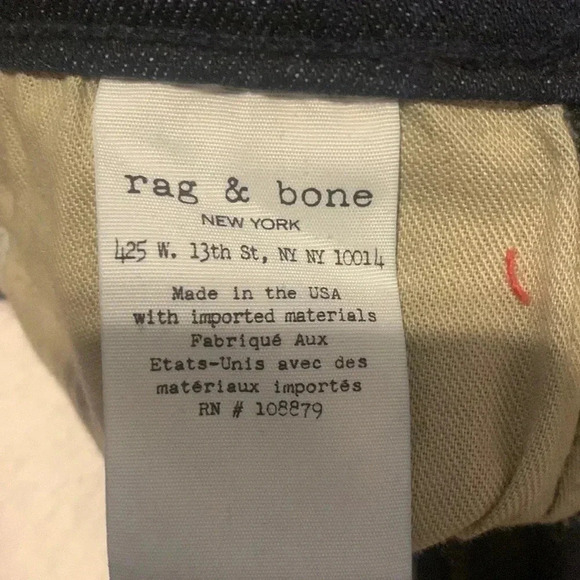 rag & bone
NEW YORK
425 W. 13th St, NY NY 10014
Made in the USA
with imported materials
Fabriqué Aux
Etats-Unis avec des
matériaux importés
RN # 108879